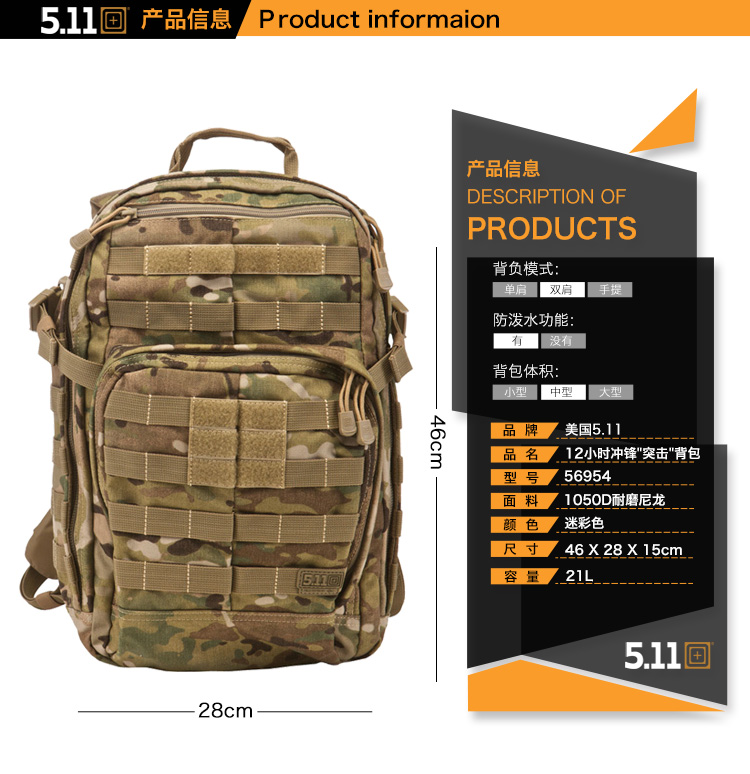 5.11 产品信息 Product informaion
产品信息
DESCRIPTION OF
PRODUCTS
背负模式:
单肩 双肩 手提
防泼水功能:
有 没有
背包体积:
小型 中型 大型
品牌 美国5.11
品名 12小时冲锋"突击"背包
型号 56954
面料 1050D耐磨尼龙
颜色 迷彩色
尺寸 46 X 28 X 15cm
容量 21L
5.11
46cm
5.11
28cm